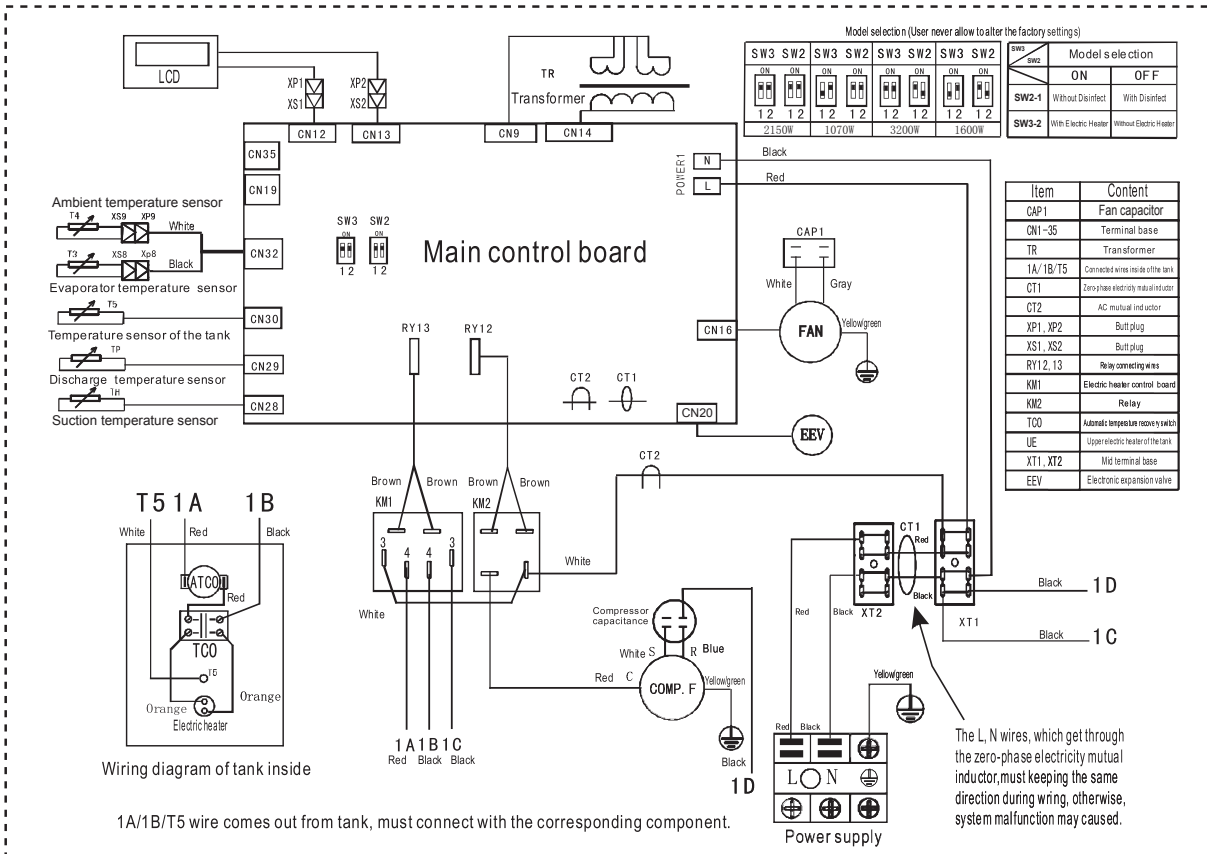 Model selection (User never allow to alter the factory settings)
SW3 SW2 SW3 SW2 SW3 SW2 SW3 SW2
ON ON ON ON ON ON ON ON
1 2 1 2 1 2 1 2 1 2 1 2 1 2 1 2
2150W 1070W 3200W 1600W
SW3
SW2
Model selection
ON OFF
SW2-1 Without Disinfect With Disinfect
SW3-2 With Electric Heater Without Electric Heater
LCD
XP1
XS1
XP2
XS2
TR
Transformer
CN12
CN13
CN9
CN14
CN35
CN19
CN32
CN30
CN29
CN28
CN16
CN20
POWER1
N
L
Black
Red
Ambient temperature sensor
T4 XS9 XP9
White
T3 XS8 Xp8
Black
Evaporator temperature sensor
T5
Temperature sensor of the tank
TP
Discharge temperature sensor
TH
Suction temperature sensor
SW3 SW2
ON ON
1 2 1 2
Main control board
RY13 RY12
CT2 CT1
CAP1
White Gray
FAN
Yellow/green
EEV
Item Content
CAP1 Fan capacitor
CN1-35 Terminal base
TR Transformer
1A/1B/T5 Connected wires inside of the tank
CT1 Zero-phase electricity mutual inductor
CT2 AC mutual inductor
XP1, XP2 Butt plug
XS1, XS2 Butt plug
RY12, 13 Relay connecting wires
KM1 Electric heater control board
KM2 Relay
TCO Automatic temperature recovery switch
UE Upper electric heater of the tank
XT1, XT2 Mid terminal base
EEV Electronic expansion valve
Brown Brown Brown Brown
KM1 KM2
3 4 4 3
White
White
CT2
1A 1B 1C
Red Black Black
T5 1A 1B
White Red Black
ATCO
Red
TCO
T5
Orange
Orange
Electric heater
Wiring diagram of tank inside
Compressor
capacitance
White S R Blue
Red C
COMP. F
Yellow/green
Black
1D
CT1
Red
Black
XT2
XT1
Red Black
Black 1D
Black 1C
Yellow/green
Red Black
L N
Power supply
The L, N wires, which get through
the zero-phase electricity mutual
inductor,must keeping the same
direction during wring, otherwise,
system malfunction may caused.
1A/1B/T5 wire comes out from tank, must connect with the corresponding component.